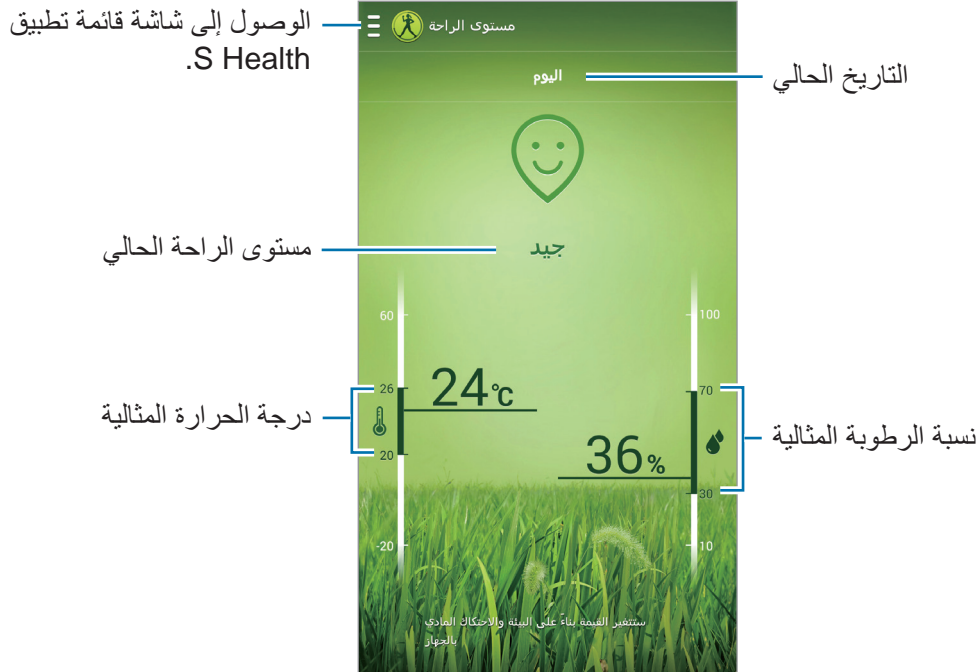 الوصول إلى شاشة قائمة تطبيق
S Health.
مستوى الراحة
اليوم
التاريخ الحالي
جيد
مستوى الراحة الحالي
60
100
26
24°c
70
درجة الحرارة المثالية
نسبة الرطوبة المثالية
36%
20
30
-20
10
ستتغير القيمة بناءً على البيئة والاحتكاك المادي
بالجهاز